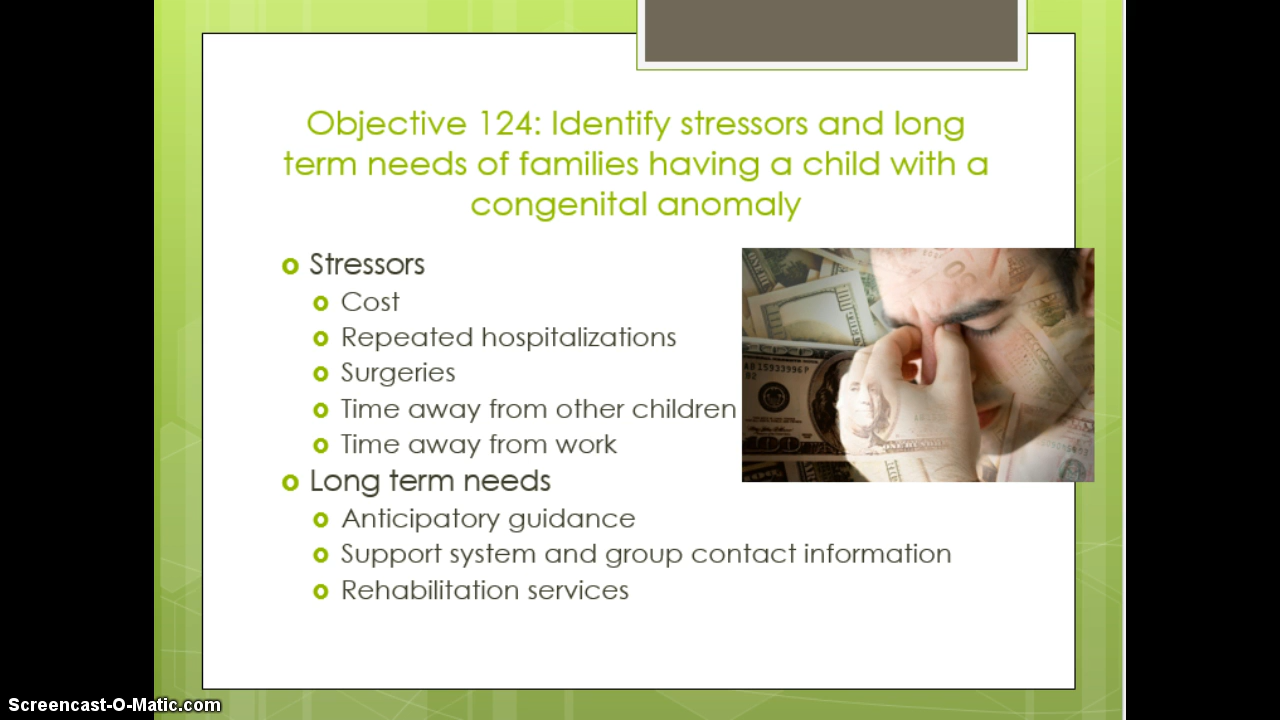 Objective 124: Identify stressors and long
term needs of families having a child with a
congenital anomaly
Stressors
Cost
Repeated hospitalizations
Surgeries
Time away from other children
Time away from work
Long term needs
Anticipatory guidance
Support system and group contact information
Rehabilitation services
AB15933996P
Screencast-O-Matic.com